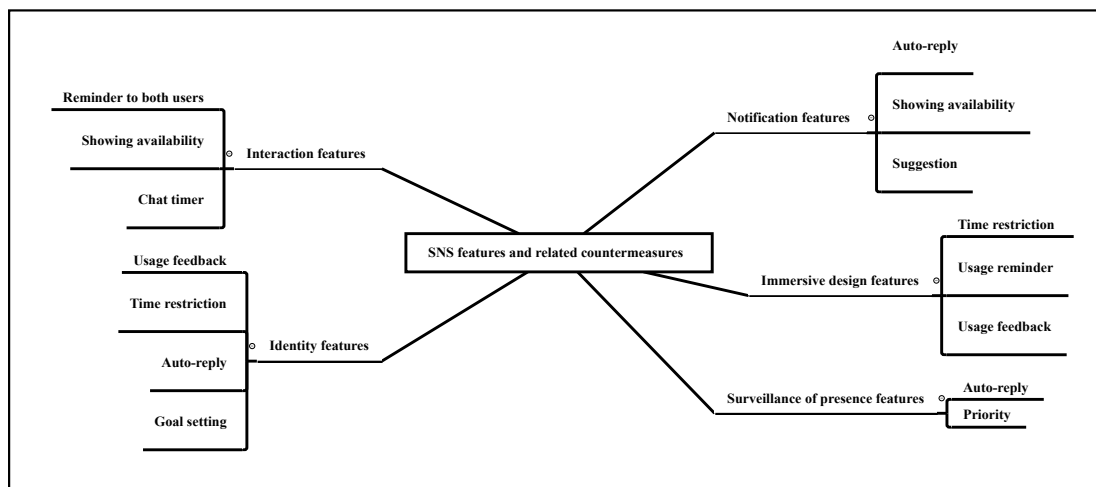 SNS features and related countermeasures
Interaction features
Reminder to both users
Showing availability
Chat timer
Identity features
Usage feedback
Time restriction
Auto-reply
Goal setting
Notification features
Auto-reply
Showing availability
Suggestion
Immersive design features
Time restriction
Usage reminder
Usage feedback
Surveillance of presence features
Auto-reply
Priority